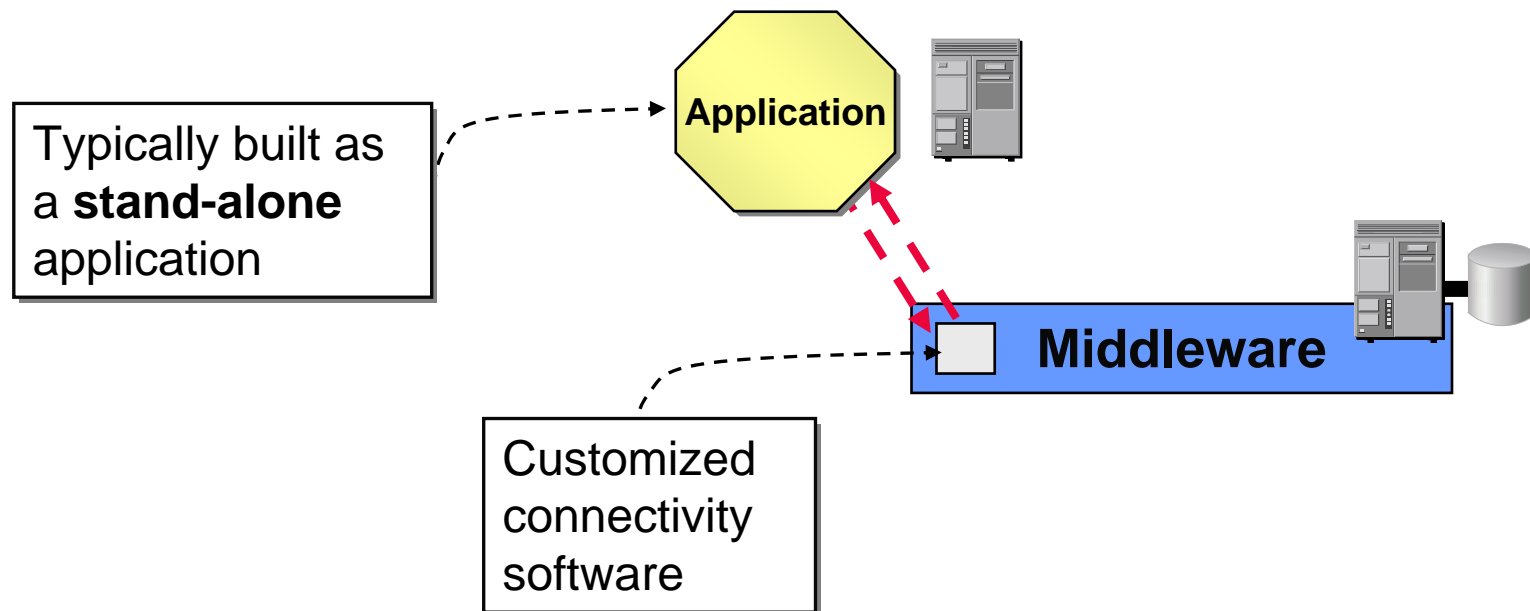 Application
Typically built as
a stand-alone
application
Middleware
Customized
connectivity
software